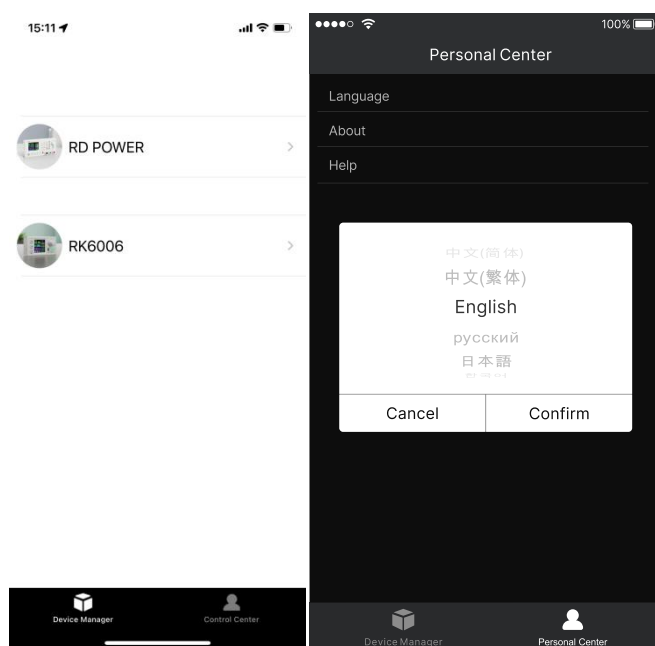 15:11
RD POWER
RK6006
Device Manager
Control Center
100%
Personal Center
Language
About
Help
中文(简体)
中文(繁体)
English
русский
日本語
Cancel
Confirm
Device Manager
Personal Center